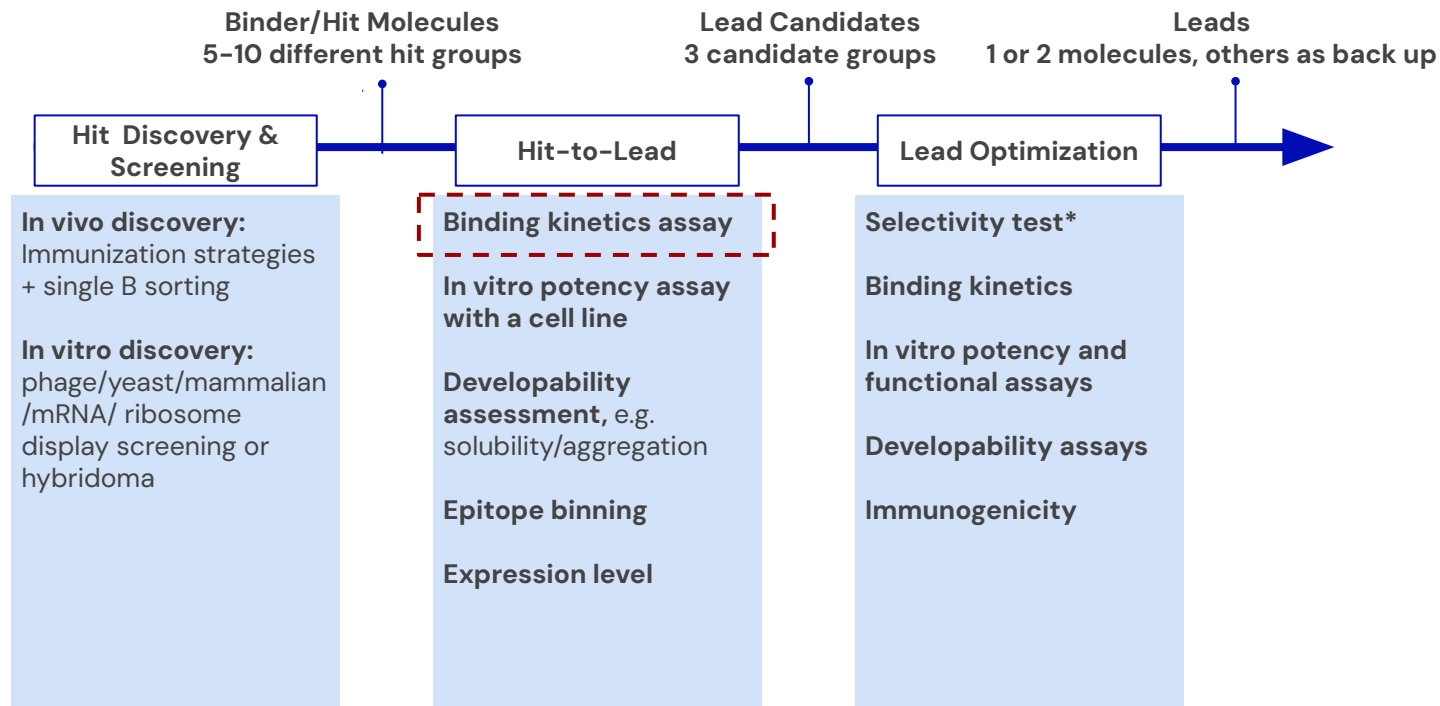 Binder/Hit Molecules
5-10 different hit groups
Lead Candidates
3 candidate groups
Leads
1 or 2 molecules, others as back up
Hit Discovery &
Screening
Hit-to-Lead
Lead Optimization
In vivo discovery:
Immunization strategies
+ single B sorting
In vitro discovery:
phage/yeast/mammalian
/mRNA/ ribosome
display screening or
hybridoma
Binding kinetics assay
In vitro potency assay
with a cell line
Developability
assessment, e.g.
solubility/aggregation
Epitope binning
Expression level
Selectivity test*
Binding kinetics
In vitro potency and
functional assays
Developability assays
Immunogenicity